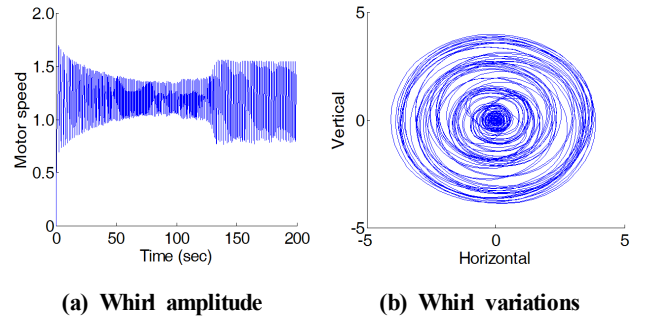 2.0
1.5
1.0
0.5
0
0
50
100
150
200
Motor speed
Time (sec)
5
0
-5
-5
0
5
Vertical
Horizontal
(a) Whirl amplitude
(b) Whirl variations